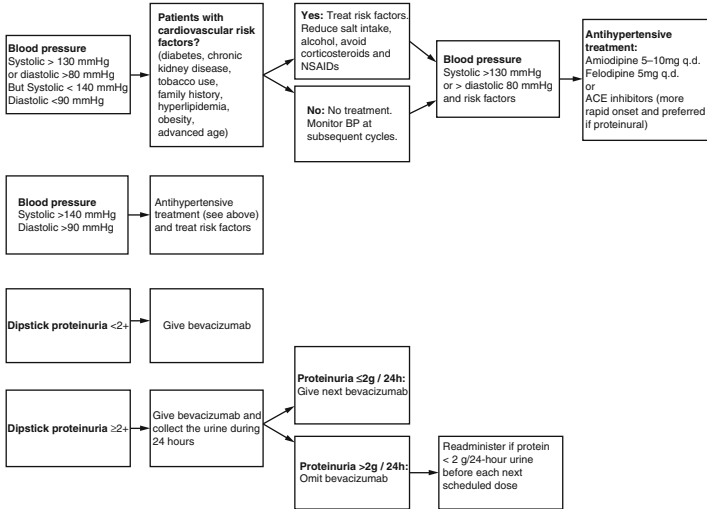 Blood pressure
Systolic > 130 mmHg
or diastolic >80 mmHg
But Systolic < 140 mmHg
Diastolic <90 mmHg
Patients with
cardiovascular risk
factors?
(diabetes, chronic
kidney disease,
tobacco use,
family history,
hyperlipidemia,
obesity,
advanced age)
Yes: Treat risk factors.
Reduce salt intake,
alcohol, avoid
corticosteroids and
NSAIDs
No: No treatment.
Monitor BP at
subsequent cycles.
Blood pressure
Systolic >130 mmHg
or > diastolic 80 mmHg
and risk factors
Antihypertensive
treatment:
Amiodipine 5–10mg q.d.
Felodipine 5mg q.d.
or
ACE inhibitors (more
rapid onset and preferred
if proteinural)
Blood pressure
Systolic >140 mmHg
Diastolic >90 mmHg
Antihypertensive
treatment (see above)
and treat risk factors
Dipstick proteinuria <2+
Give bevacizumab
Dipstick proteinuria ≥2+
Give bevacizumab and
collect the urine during
24 hours
Proteinuria ≤2g / 24h:
Give next bevacizumab
Proteinuria >2g / 24h:
Omit bevacizumab
Readminister if protein
< 2 g/24-hour urine
before each next
scheduled dose